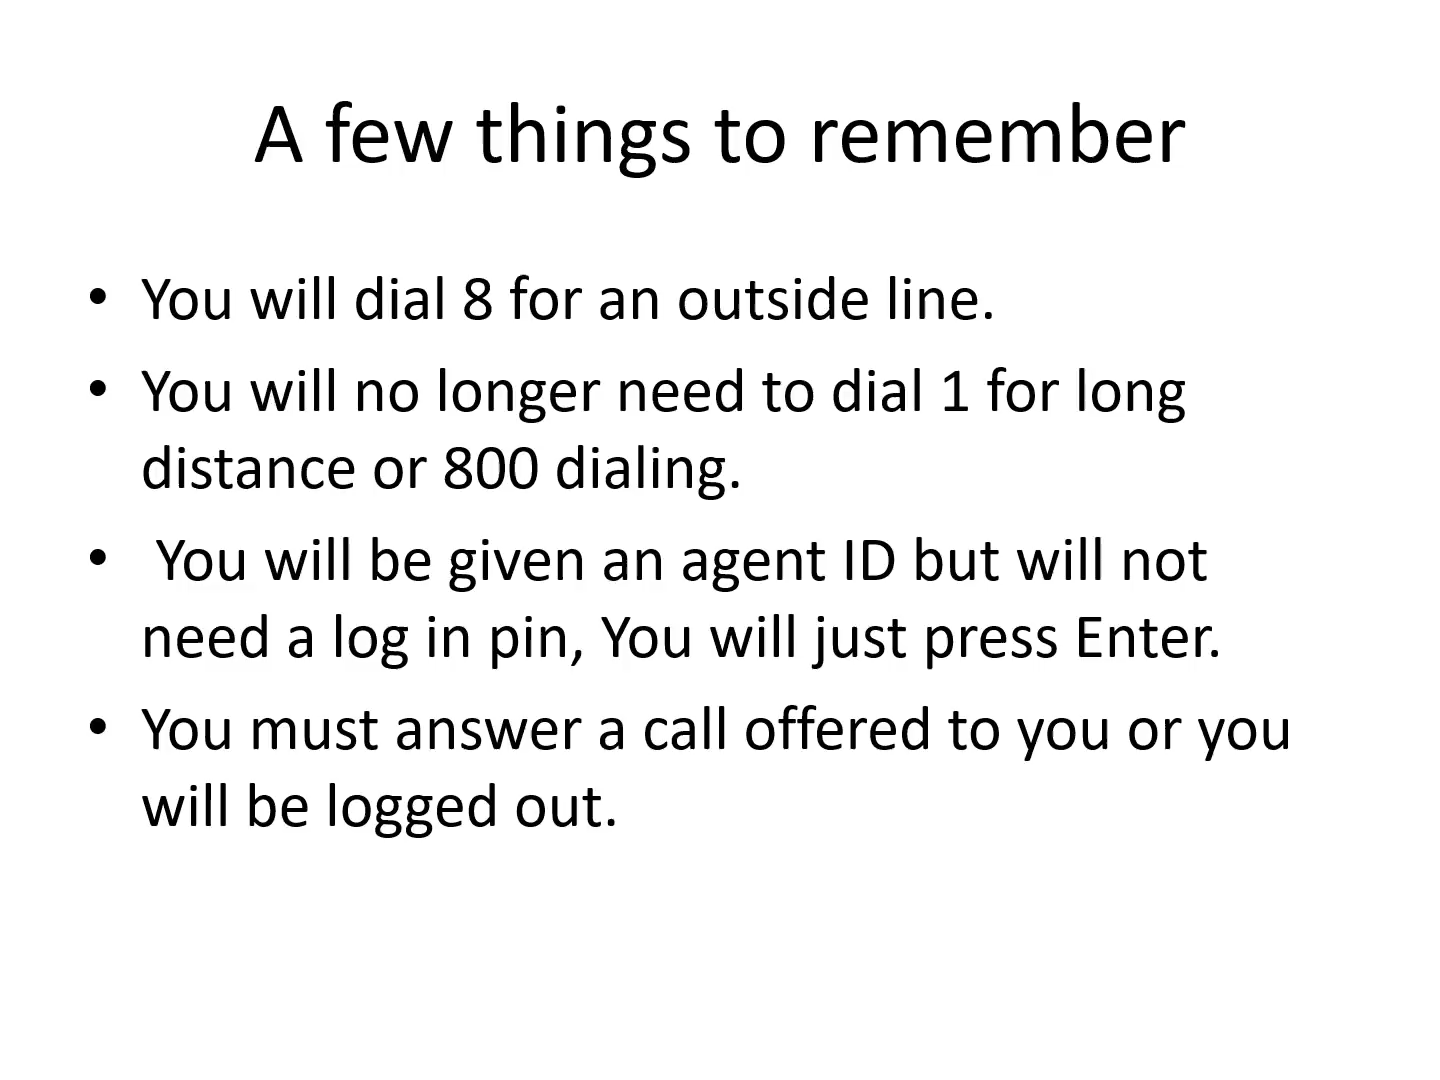 A few things to remember
• You will dial 8 for an outside line.
• You will no longer need to dial 1 for long
distance or 800 dialing.
• You will be given an agent ID but will not
need a log in pin, You will just press Enter.
• You must answer a call offered to you or you
will be logged out.